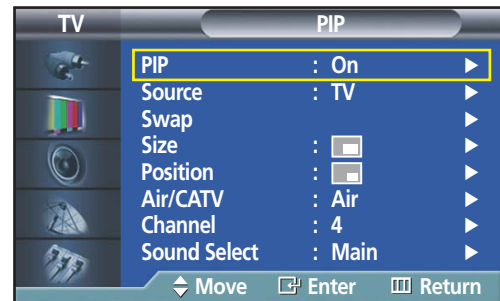 TV PIP
PIP : On
Source : TV
Swap
Size :
Position :
Air/CATV : Air
Channel : 4
Sound Select : Main
Move Enter Return